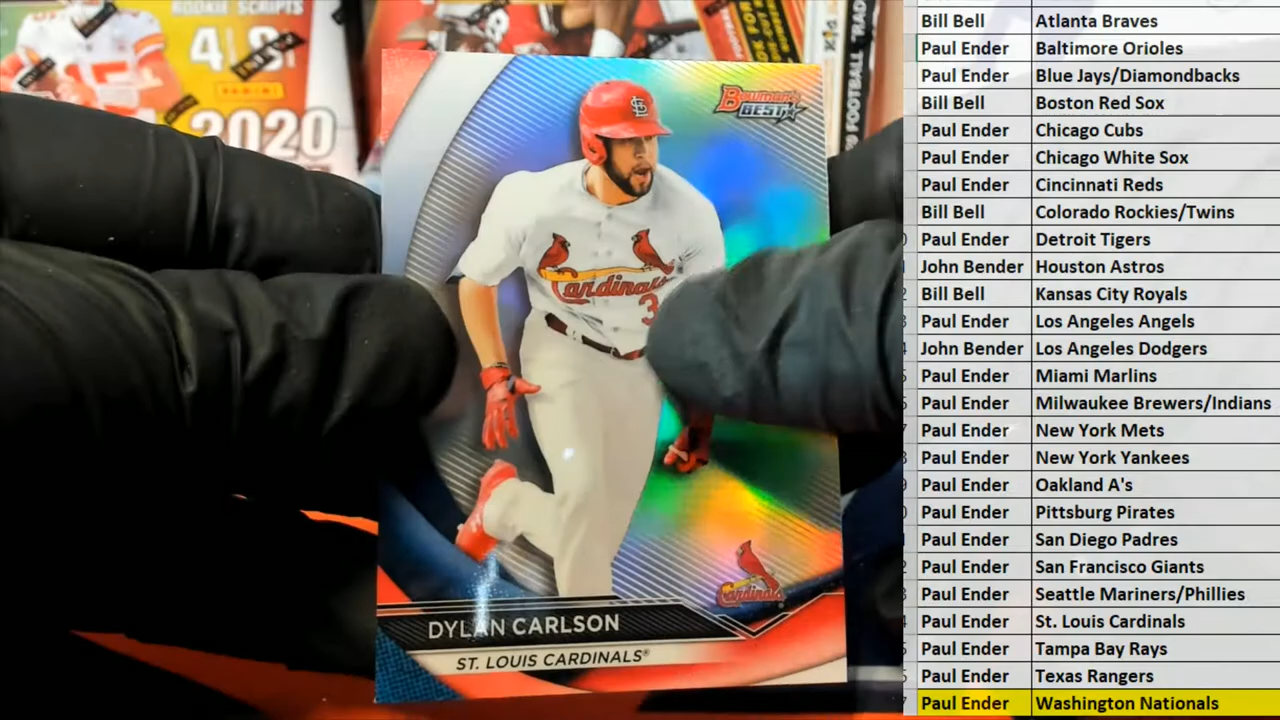 ROOKIE SCRIPTS
PANINI
2020
Bowman's
BEST
Cardinals
3
Cardinals
DYLAN CARLSON
ST. LOUIS CARDINALS®
Bill Bell Atlanta Braves
Paul Ender Baltimore Orioles
Paul Ender Blue Jays/Diamondbacks
Bill Bell Boston Red Sox
Paul Ender Chicago Cubs
Paul Ender Chicago White Sox
Paul Ender Cincinnati Reds
Bill Bell Colorado Rockies/Twins
Paul Ender Detroit Tigers
John Bender Houston Astros
Bill Bell Kansas City Royals
Paul Ender Los Angeles Angels
John Bender Los Angeles Dodgers
Paul Ender Miami Marlins
Paul Ender Milwaukee Brewers/Indians
Paul Ender New York Mets
Paul Ender New York Yankees
Paul Ender Oakland A's
Paul Ender Pittsburg Pirates
Paul Ender San Diego Padres
Paul Ender San Francisco Giants
Paul Ender Seattle Mariners/Phillies
Paul Ender St. Louis Cardinals
Paul Ender Tampa Bay Rays
Paul Ender Texas Rangers
Paul Ender Washington Nationals